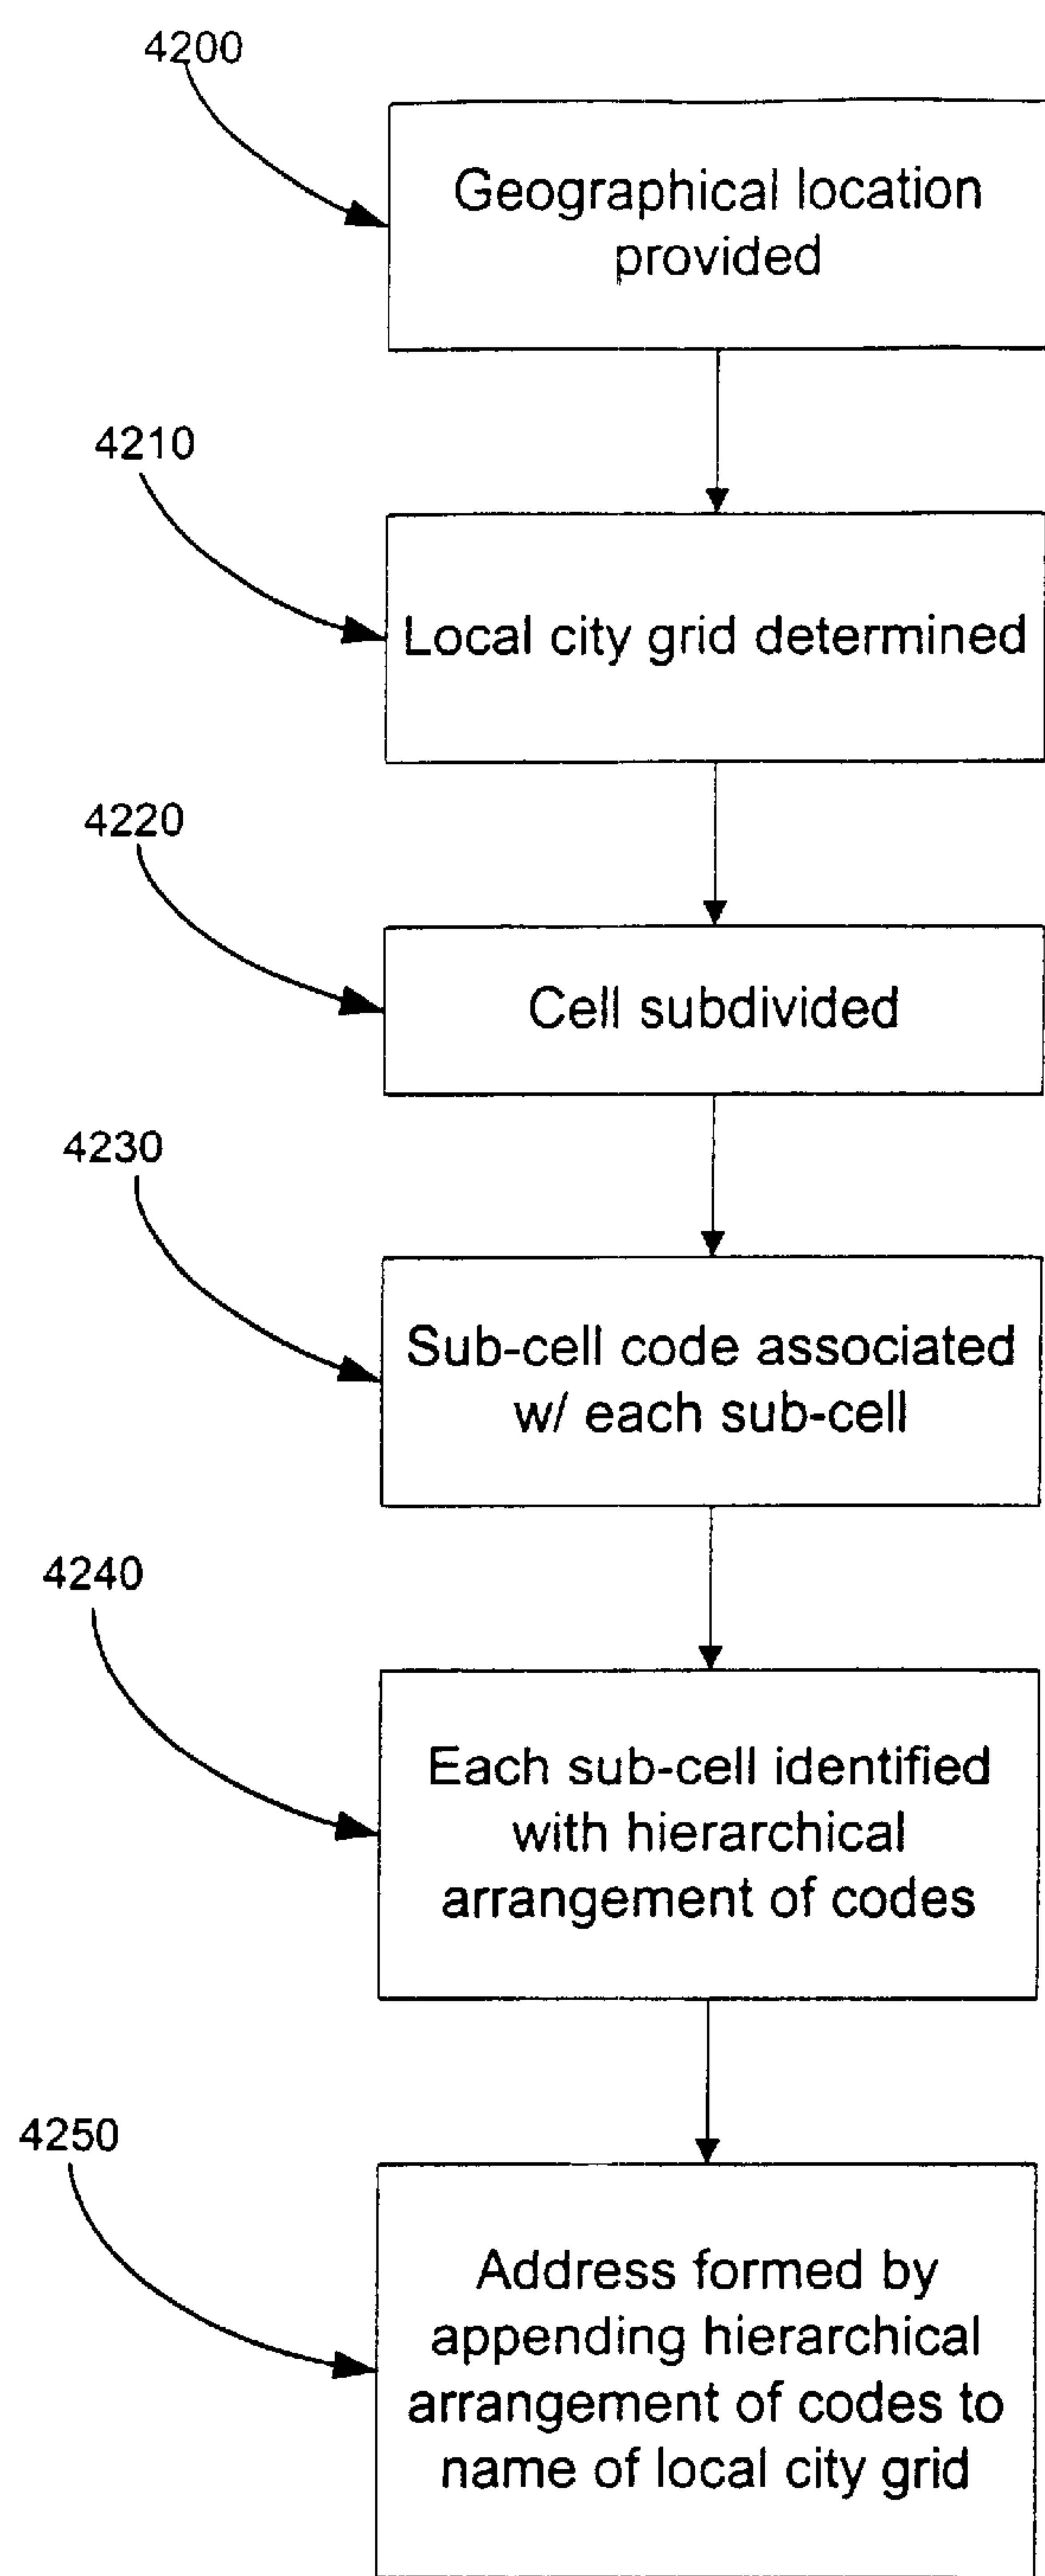 4200
Geographical location
provided
4210
Local city grid determined
4220
Cell subdivided
4230
Sub-cell code associated
w/ each sub-cell
4240
Each sub-cell identified
with hierarchical
arrangement of codes
4250
Address formed by
appending hierarchical
arrangement of codes to
name of local city grid